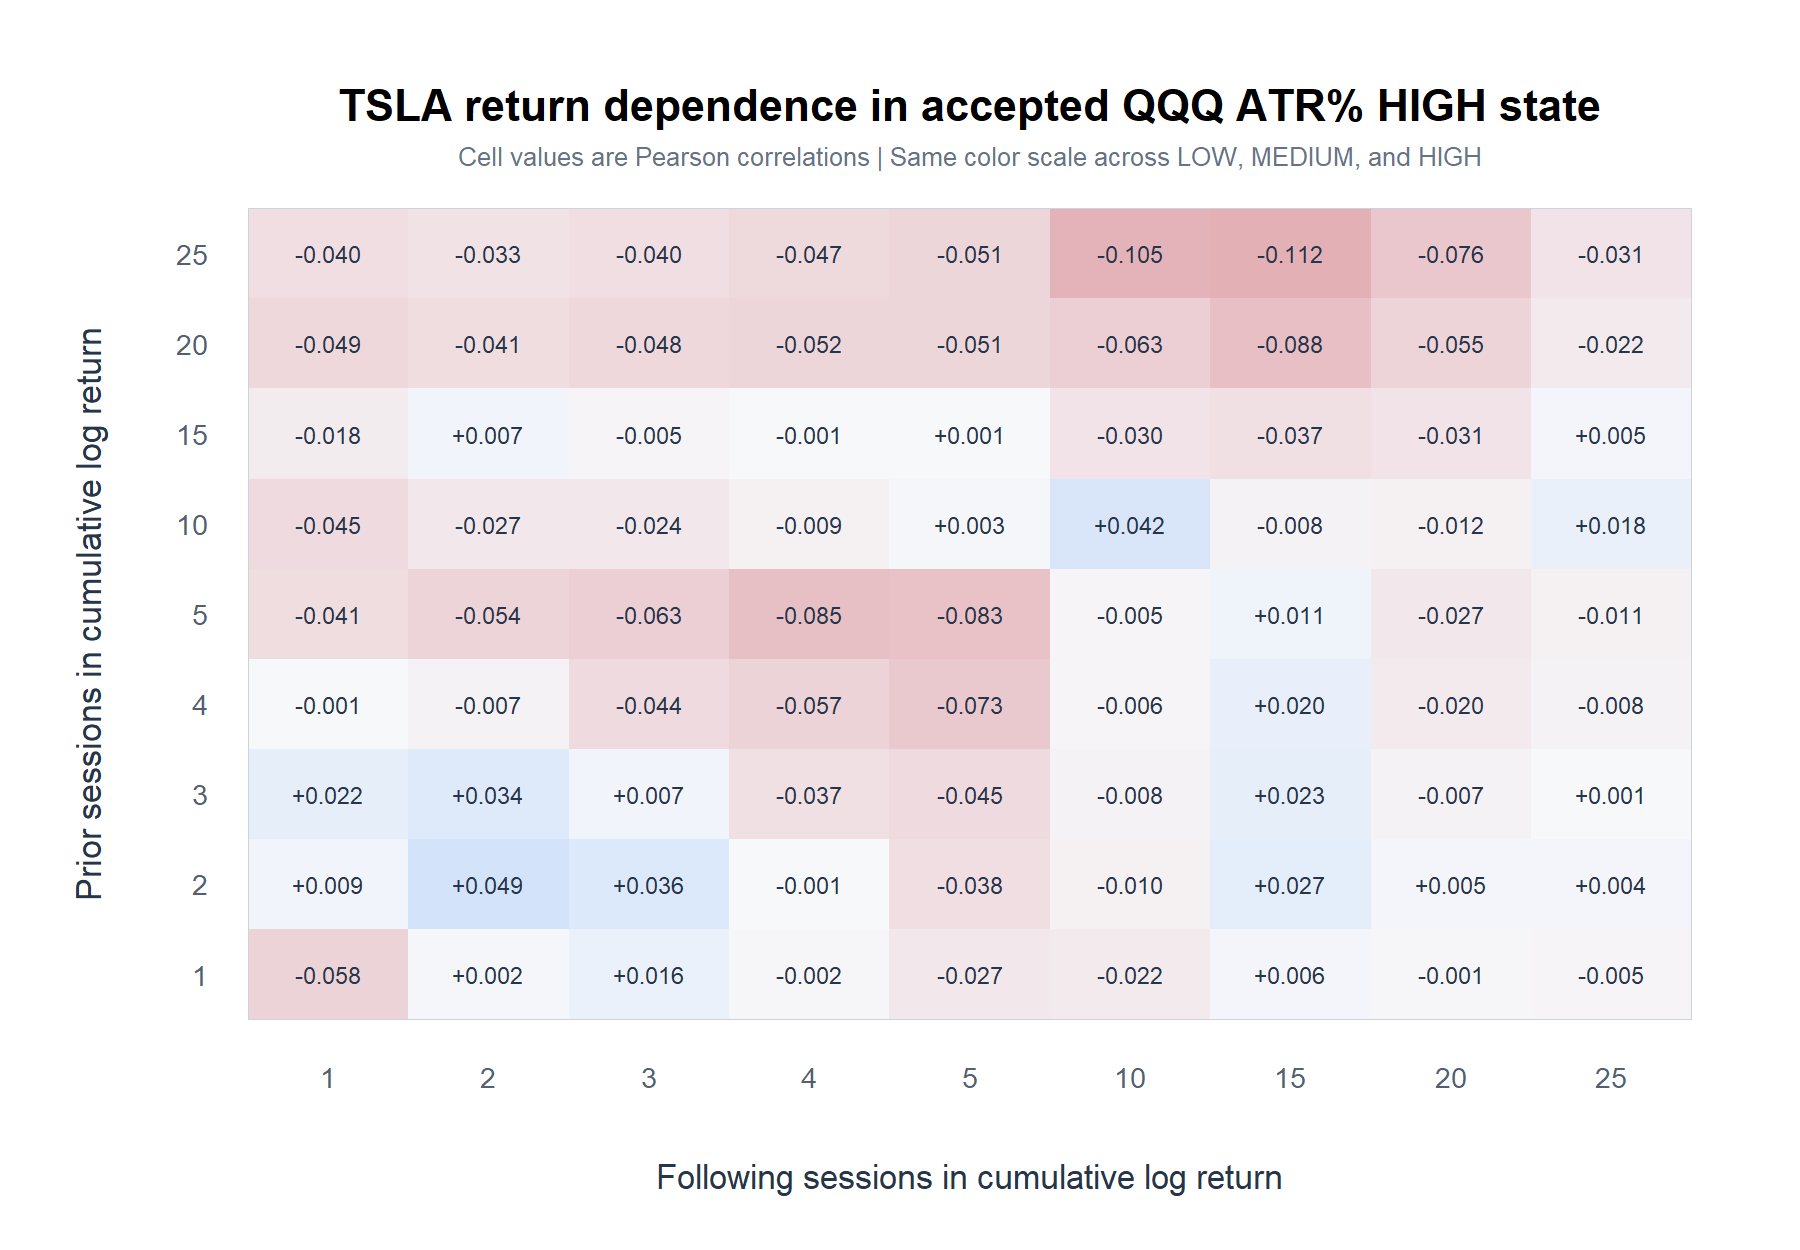 TSLA return dependence in accepted QQQ ATR% HIGH state
Cell values are Pearson correlations | Same color scale across LOW, MEDIUM, and HIGH
Prior sessions in cumulative log return
25 -0.040 -0.033 -0.040 -0.047 -0.051 -0.105 -0.112 -0.076 -0.031
20 -0.049 -0.041 -0.048 -0.052 -0.051 -0.063 -0.088 -0.055 -0.022
15 -0.018 +0.007 -0.005 -0.001 +0.001 -0.030 -0.037 -0.031 +0.005
10 -0.045 -0.027 -0.024 -0.009 +0.003 +0.042 -0.008 -0.012 +0.018
5 -0.041 -0.054 -0.063 -0.085 -0.083 -0.005 +0.011 -0.027 -0.011
4 -0.001 -0.007 -0.044 -0.057 -0.073 -0.006 +0.020 -0.020 -0.008
3 +0.022 +0.034 +0.007 -0.037 -0.045 -0.008 +0.023 -0.007 +0.001
2 +0.009 +0.049 +0.036 -0.001 -0.038 -0.010 +0.027 +0.005 +0.004
1 -0.058 +0.002 +0.016 -0.002 -0.027 -0.022 +0.006 -0.001 -0.005
1 2 3 4 5 10 15 20 25
Following sessions in cumulative log return